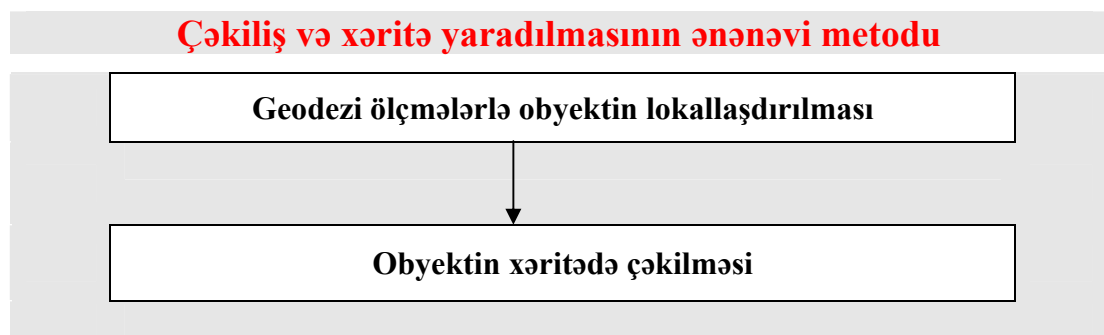 Çəkiliş və xəritə yaradılmasının ənənəvi metodu
Geodezi ölçmələrlə obyektin lokallaşdırılması
Obyektin xəritədə çəkilməsi